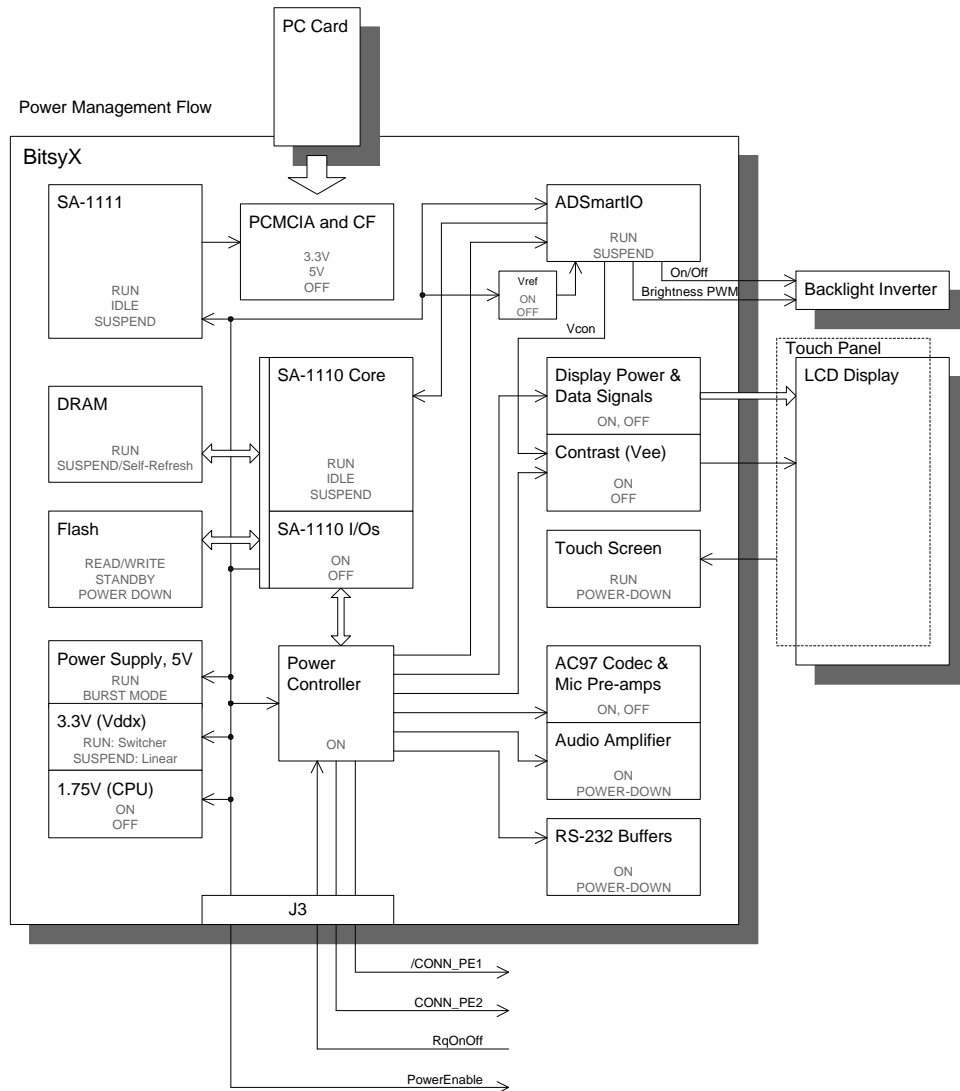 PC Card
Power Management Flow
BitsyX
SA-1111
RUN
IDLE
SUSPEND
PCMCIA and CF
3.3V
5V
OFF
ADSmartIO
RUN
SUSPEND
On/Off
Brightness PWM
Backlight Inverter
Vref
ON
OFF
Vcon
Touch Panel
LCD Display
SA-1110 Core
RUN
IDLE
SUSPEND
Display Power &
Data Signals
ON, OFF
Contrast (Vee)
ON
OFF
DRAM
RUN
SUSPEND/Self-Refresh
Flash
READ/WRITE
STANDBY
POWER DOWN
SA-1110 I/Os
ON
OFF
Touch Screen
RUN
POWER-DOWN
Power Supply, 5V
RUN
BURST MODE
3.3V (Vddx)
RUN: Switcher
SUSPEND: Linear
1.75V (CPU)
ON
OFF
Power
Controller
ON
AC97 Codec &
Mic Pre-amps
ON, OFF
Audio Amplifier
ON
POWER-DOWN
RS-232 Buffers
ON
POWER-DOWN
J3
/CONN_PE1
CONN_PE2
RqOnOff
PowerEnable